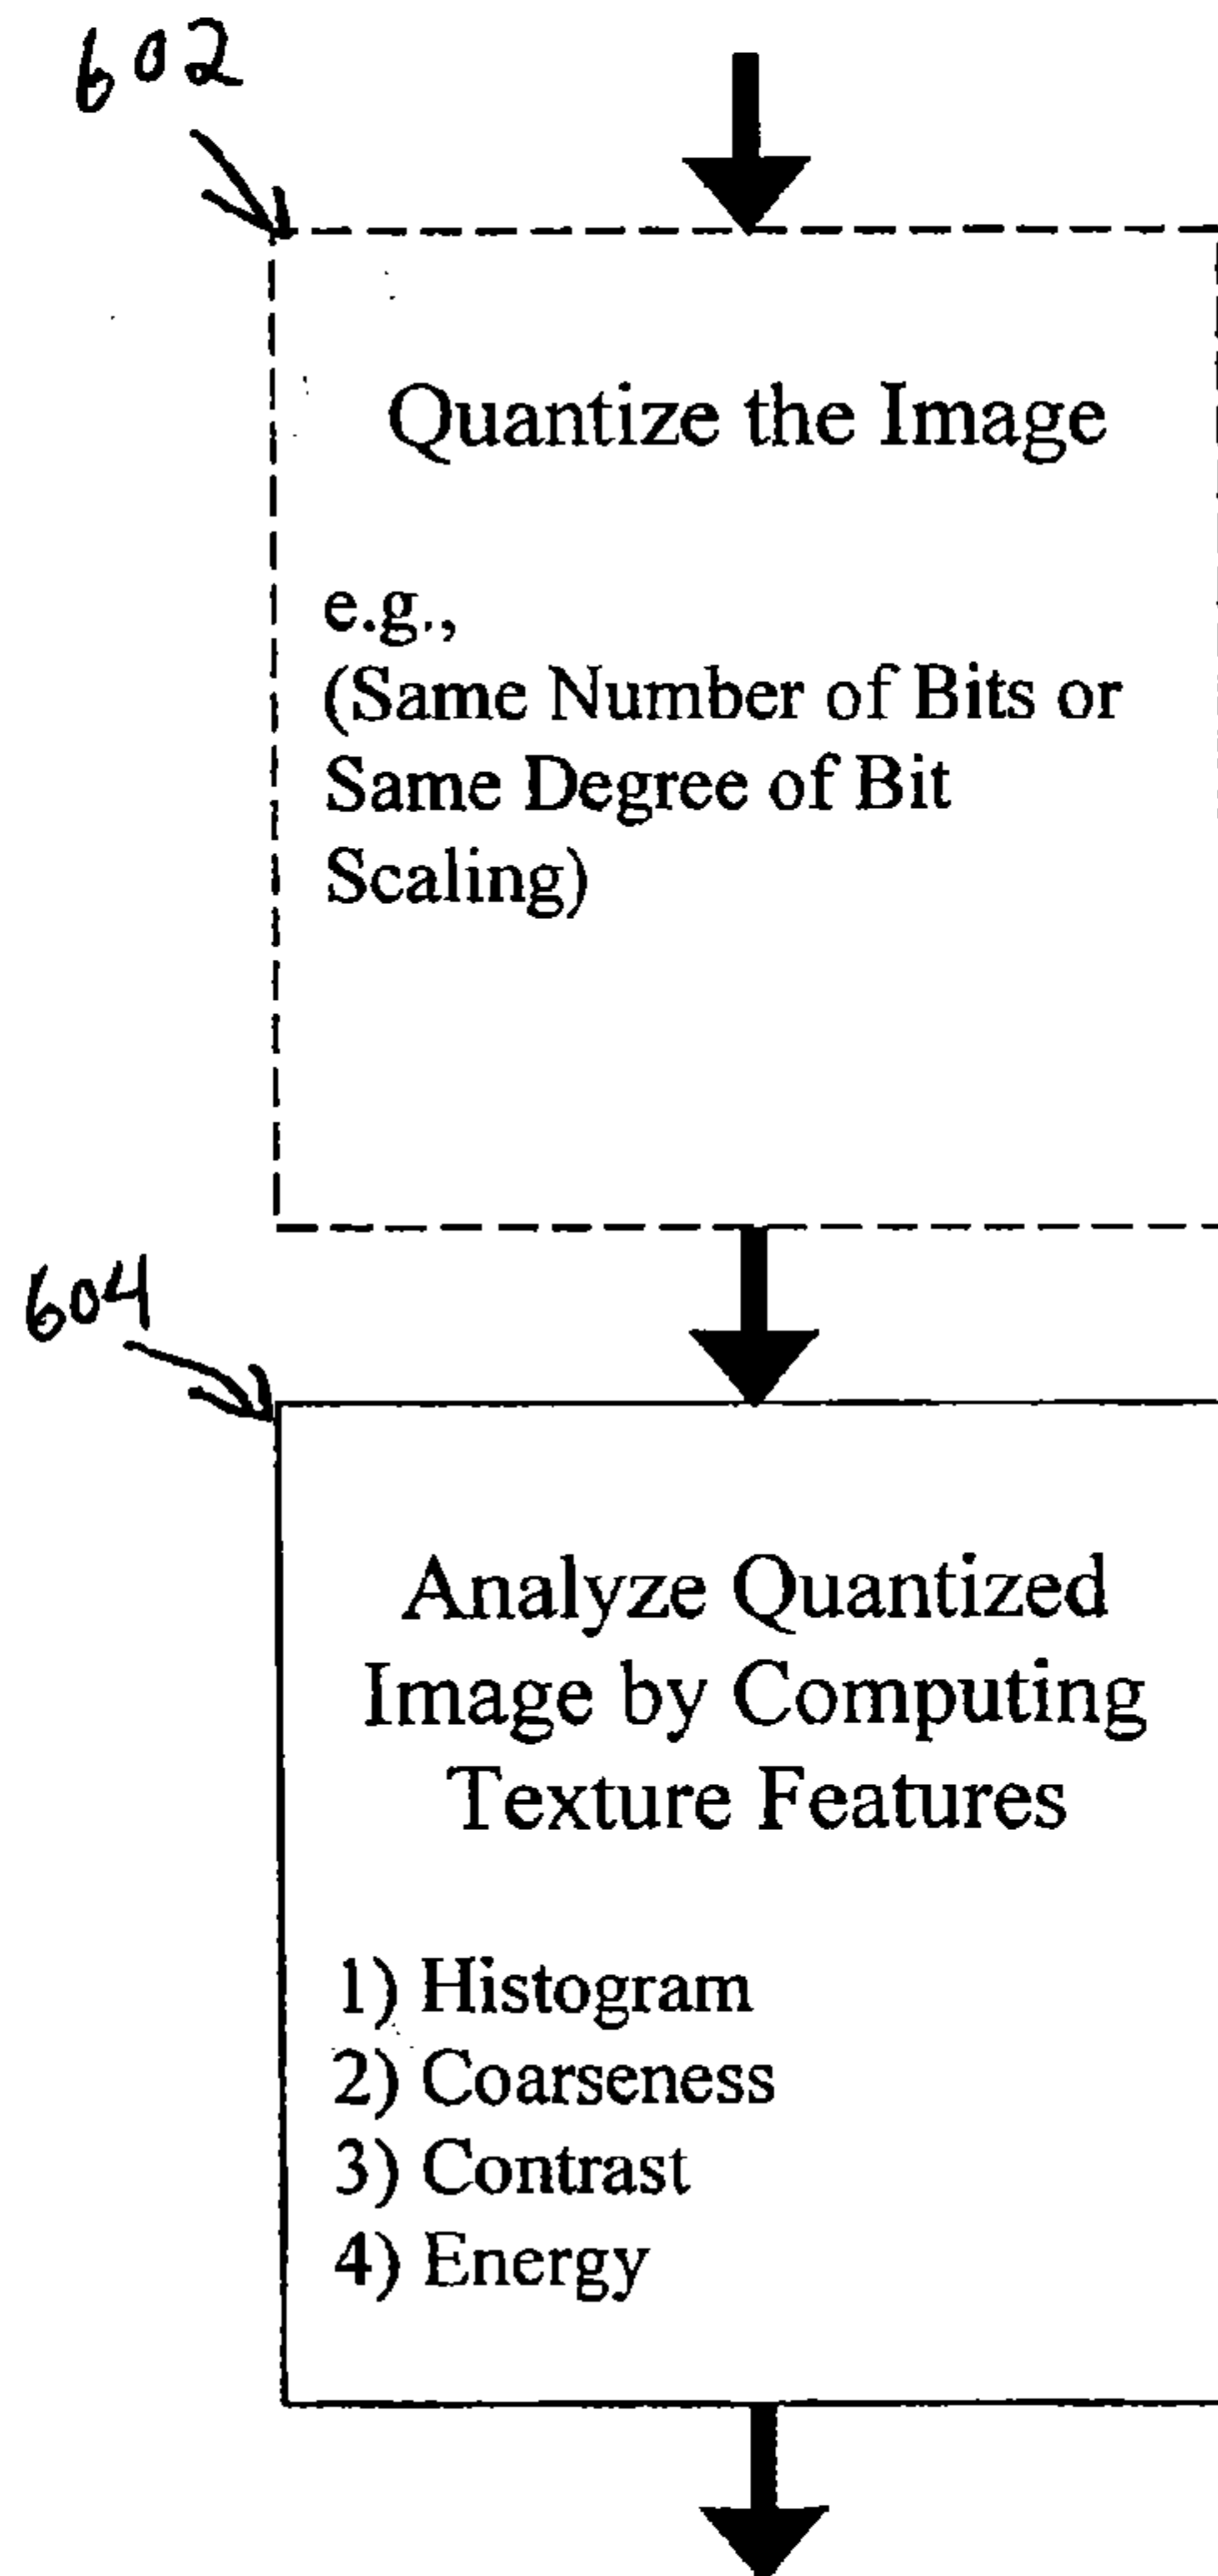 602
Quantize the Image
e.g.,
(Same Number of Bits or
Same Degree of Bit
Scaling)
604
Analyze Quantized
Image by Computing
Texture Features
1) Histogram
2) Coarseness
3) Contrast
4) Energy